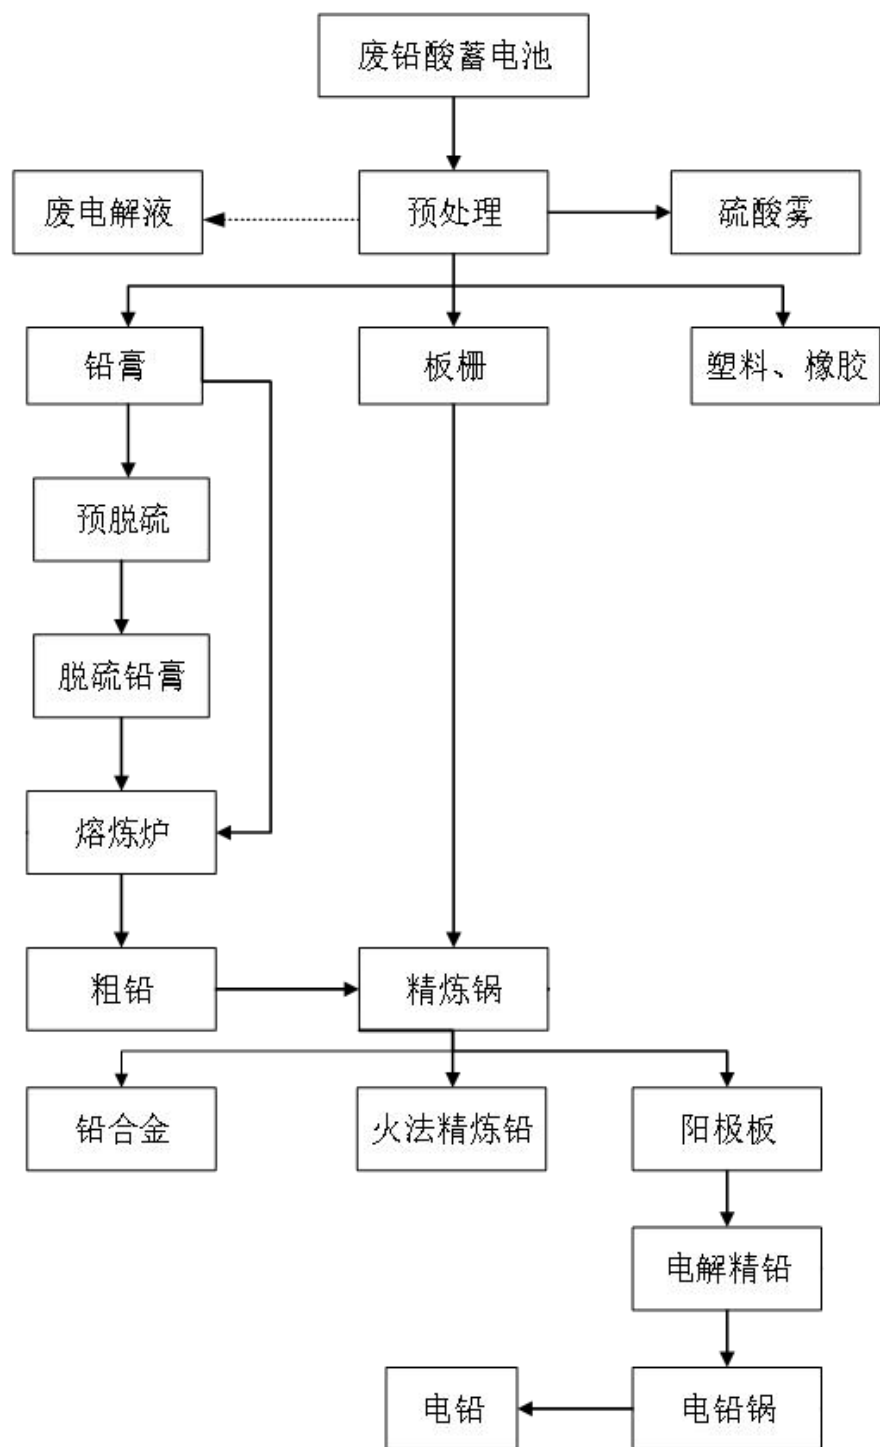 废铅酸蓄电池
废电解液
预处理
硫酸雾
铅膏
板栅
塑料、橡胶
预脱硫
脱硫铅膏
熔炼炉
粗铅
精炼锅
铅合金
火法精炼铅
阳极板
电解精铅
电铅
电铅锅